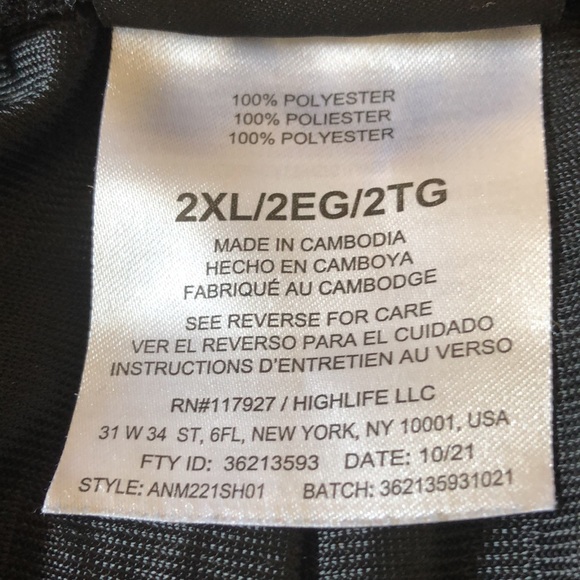 100% POLYESTER
100% POLIESTER
100% POLYESTER
2XL/2EG/2TG
MADE IN CAMBODIA
HECHO EN CAMBOYA
FABRIQUÉ AU CAMBODGE
SEE REVERSE FOR CARE
VER EL REVERSO PARA EL CUIDADO
INSTRUCTIONS D'ENTRETIEN AU VERSO
RN#117927 / HIGHLIFE LLC
31 W 34 ST, 6FL, NEW YORK, NY 10001, USA
FTY ID: 36213593 DATE: 10/21
STYLE: ANM221SH01 BATCH: 362135931021